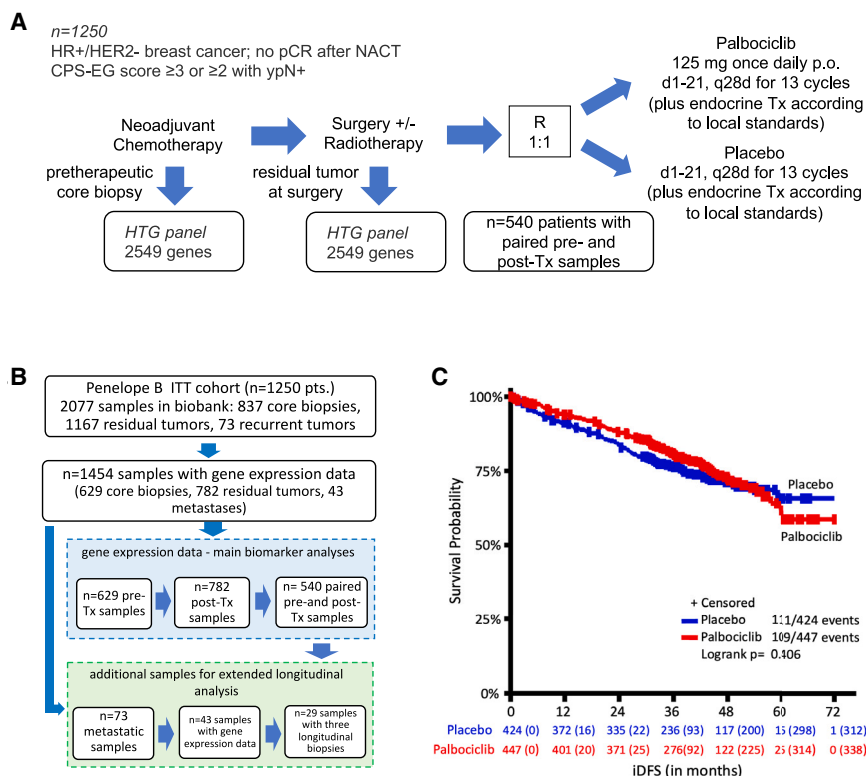 A
n=1250
HR+/HER2- breast cancer; no pCR after NACT
CPS-EG score ≥3 or ≥2 with ypN+
Neoadjuvant
Chemotherapy
Surgery +/-
Radiotherapy
R
1:1
Palbociclib
125 mg once daily p.o.
d1-21, q28d for 13 cycles
(plus endocrine Tx according
to local standards)
Placebo
d1-21, q28d for 13 cycles
(plus endocrine Tx according
to local standards)
pretherapeutic
core biopsy
residual tumor
at surgery
HTG panel
2549 genes
HTG panel
2549 genes
n=540 patients with
paired pre- and
post-Tx samples
B
Penelope B ITT cohort (n=1250 pts.)
2077 samples in biobank: 837 core biopsies,
1167 residual tumors, 73 recurrent tumors
n=1454 samples with gene expression data
(629 core biopsies, 782 residual tumors, 43
metastases)
gene expression data - main biomarker analyses
n=629 pre-
Tx samples
n=782
post-Tx
samples
n= 540 paired
pre-and post-
Tx samples
additional samples for extended longitudinal
analysis
n=73
metastatic
samples
n=43 samples
with gene
expression data
n=29 samples
with three
longitudinal
biopsies
C
Survival Probability
100%
75%
50%
25%
0%
Placebo
Palbociclib
+ Censored
Placebo 111/424 events
Palbociclib 109/447 events
Logrank p= 0.406
0 12 24 36 48 60 72
Placebo 424 (0) 372 (16) 335 (22) 236 (93) 117 (200) (298) 1 (312)
Palbociclib 447 (0) 401 (20) 371 (25) 276(92) 122 (225) (314) 0 (338)
iDFS (in months)